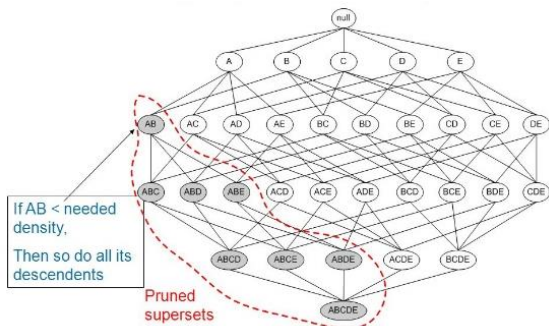 null
A B C D E
AB AC AD AE BC BD BE CD CE DE
ABC ABD ABE ACD ACE ADE BCD BCE BDE CDE
If AB < needed
density,
Then so do all its
descendents
ABCD ABCE ABDE ACDE BCDE
Pruned
supersets
ABCDE